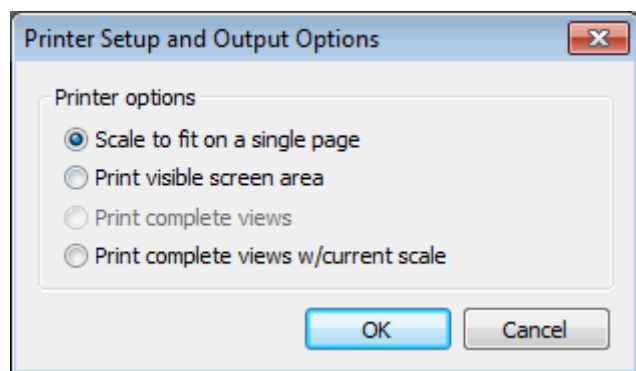 Printer Setup and Output Options
Printer options
Scale to fit on a single page
Print visible screen area
Print complete views
Print complete views w/current scale
OK Cancel